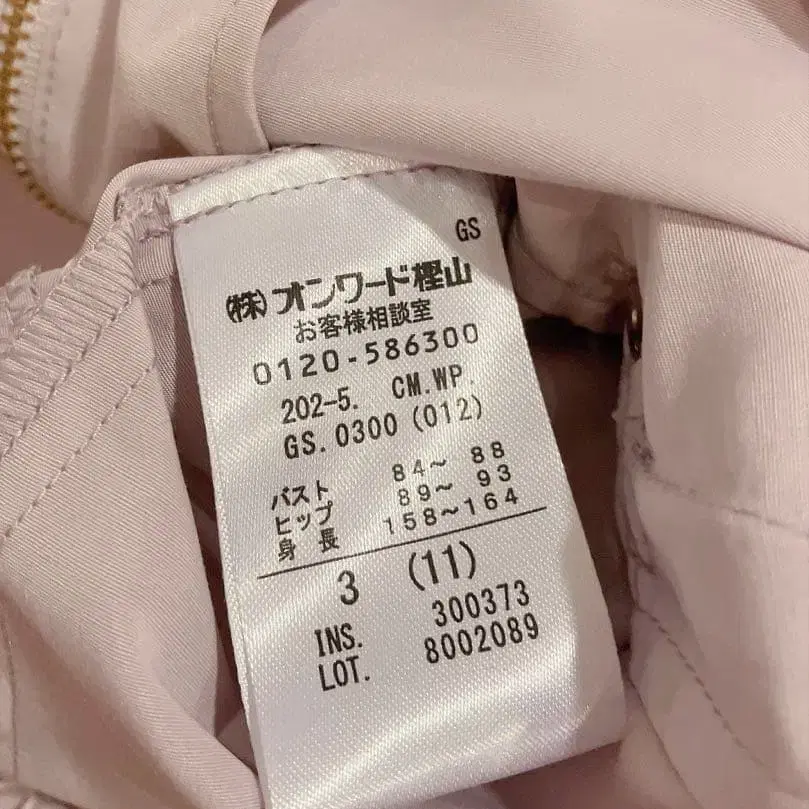 GS
(株)オンワード樫山
お客様相談室
0120-586300
202-5. CM.WP.
GS.0300(012)
バスト 84～ 88
ヒップ 89～ 93
身 長 158～164
3 (11)
INS. 300373
LOT. 8002089